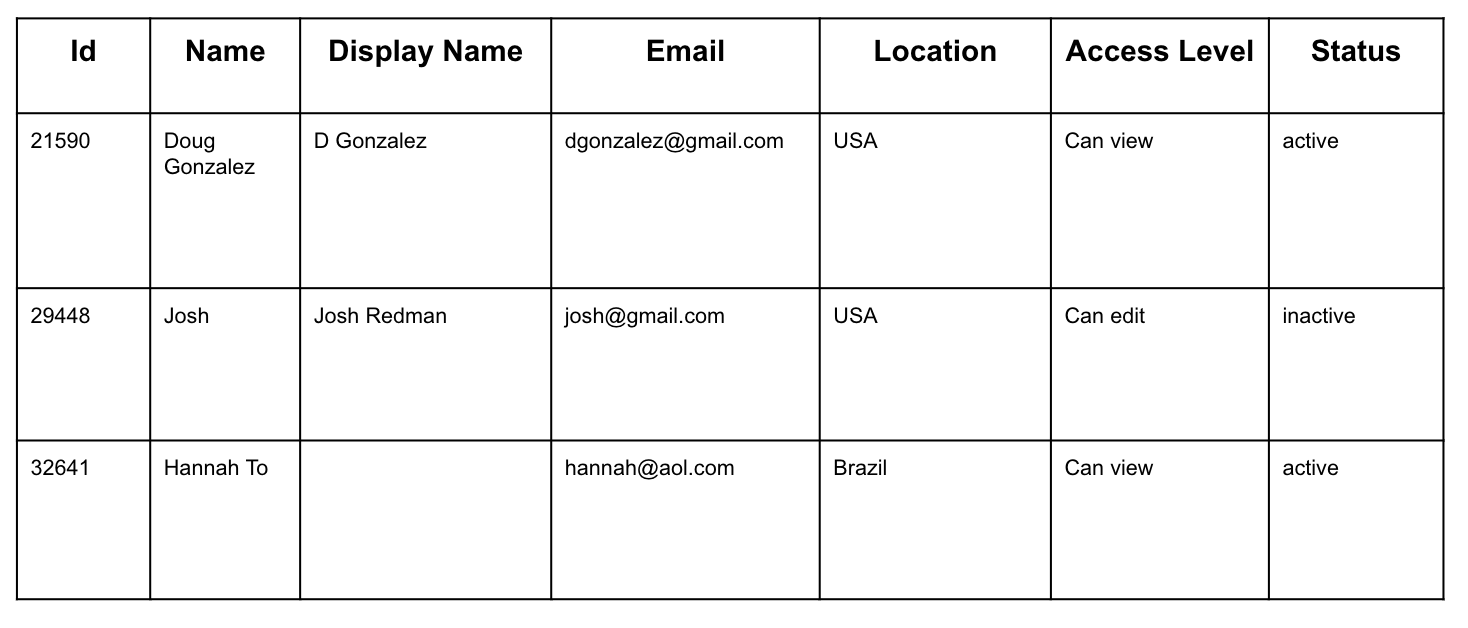 Id Name Display Name Email Location Access Level Status
21590 Doug D Gonzalez dgonzalez@gmail.com USA Can view active
Gonzalez
29448 Josh Josh Redman josh@gmail.com USA Can edit inactive
32641 Hannah To hannah@aol.com Brazil Can view active